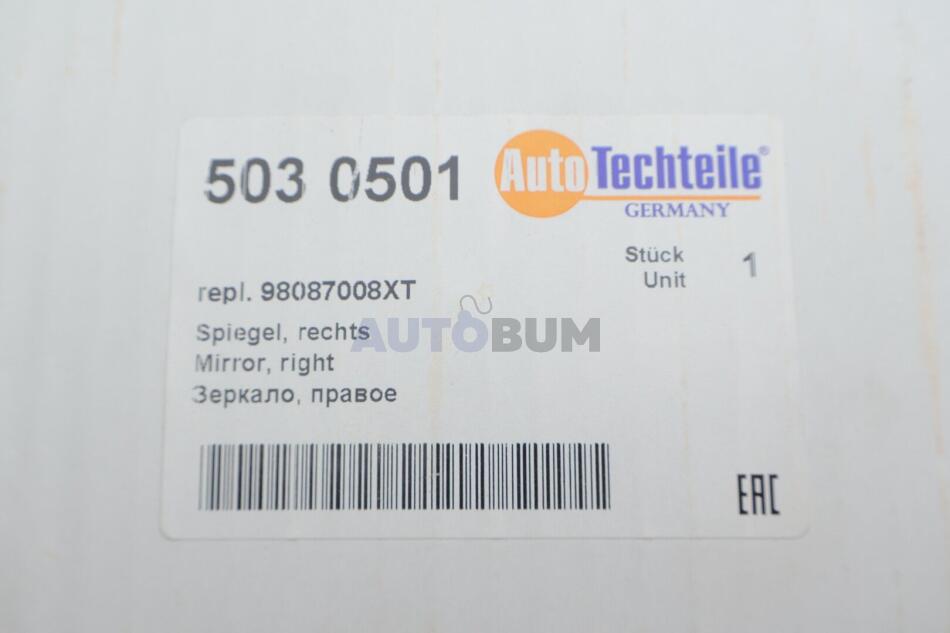 503 0501
AutoTechteile®
GERMANY
Stück
Unit
1
repl. 98087008XT
AUTOBUM
Spiegel, rechts
Mirror, right
Зеркало, правое
EAC